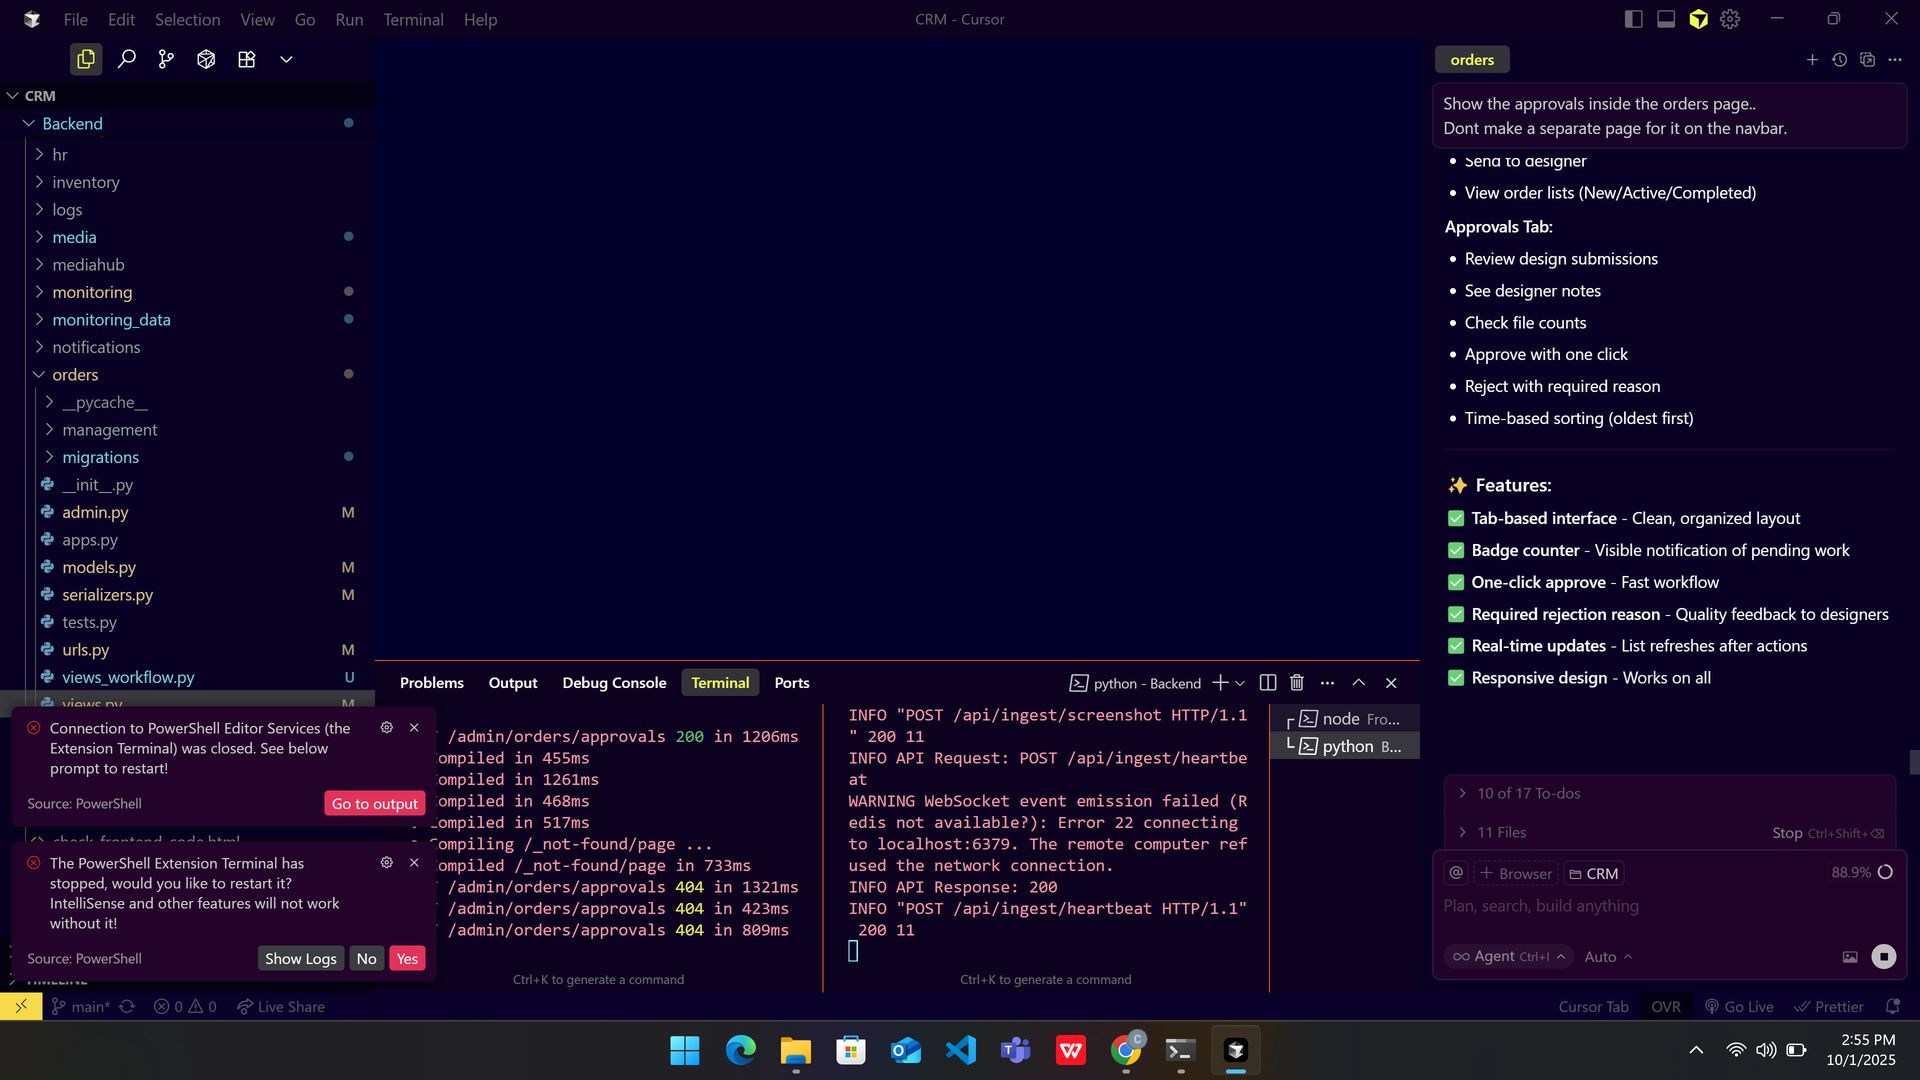 File Edit Selection View Go Run Terminal Help
CRM - Cursor
CRM
Backend
hr
inventory
logs
media
mediahub
monitoring
monitoring_data
notifications
orders
__pycache__
management
migrations
__init__.py
admin.py M
apps.py
models.py M
serializers.py M
tests.py
urls.py M
views_workflow.py U
views.py M
Connection to PowerShell Editor Services (the
Extension Terminal) was closed. See below
prompt to restart!
Source: PowerShell
Go to output
check_frontend_code.html
The PowerShell Extension Terminal has
stopped, would you like to restart it?
IntelliSense and other features will not work
without it!
Source: PowerShell
Show Logs No Yes
TIMELINE
Problems Output Debug Console Terminal Ports
python - Backend
/admin/orders/approvals 200 in 1206ms
ompiled in 455ms
ompiled in 1261ms
ompiled in 468ms
Compiled in 517ms
Compiling /_not-found/page ...
ompiled /_not-found/page in 733ms
/admin/orders/approvals 404 in 1321ms
/admin/orders/approvals 404 in 423ms
/admin/orders/approvals 404 in 809ms
Ctrl+K to generate a command
INFO "POST /api/ingest/screenshot HTTP/1.1
" 200 11
INFO API Request: POST /api/ingest/heartbe
at
WARNING WebSocket event emission failed (R
edis not available?): Error 22 connecting
to localhost:6379. The remote computer ref
used the network connection.
INFO API Response: 200
INFO "POST /api/ingest/heartbeat HTTP/1.1"
200 11
Ctrl+K to generate a command
node Fro...
python B...
orders
Show the approvals inside the orders page..
Dont make a separate page for it on the navbar.
Send to designer
View order lists (New/Active/Completed)
Approvals Tab:
Review design submissions
See designer notes
Check file counts
Approve with one click
Reject with required reason
Time-based sorting (oldest first)
✨ Features:
✅ Tab-based interface - Clean, organized layout
✅ Badge counter - Visible notification of pending work
✅ One-click approve - Fast workflow
✅ Required rejection reason - Quality feedback to designers
✅ Real-time updates - List refreshes after actions
✅ Responsive design - Works on all
10 of 17 To-dos
11 Files Stop Ctrl+Shift+⌫
@ + Browser CRM 88.9%
Plan, search, build anything
Agent Ctrl+I Auto
main* 0 0 Live Share
Cursor Tab OVR Go Live Prettier
2:55 PM
10/1/2025